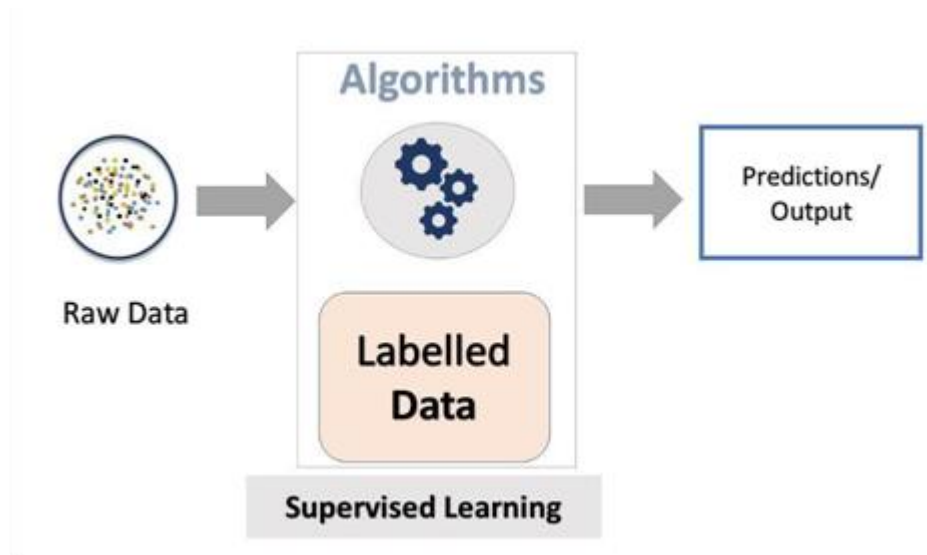 Algorithms
Raw Data
Labelled
Data
Predictions/
Output
Supervised Learning